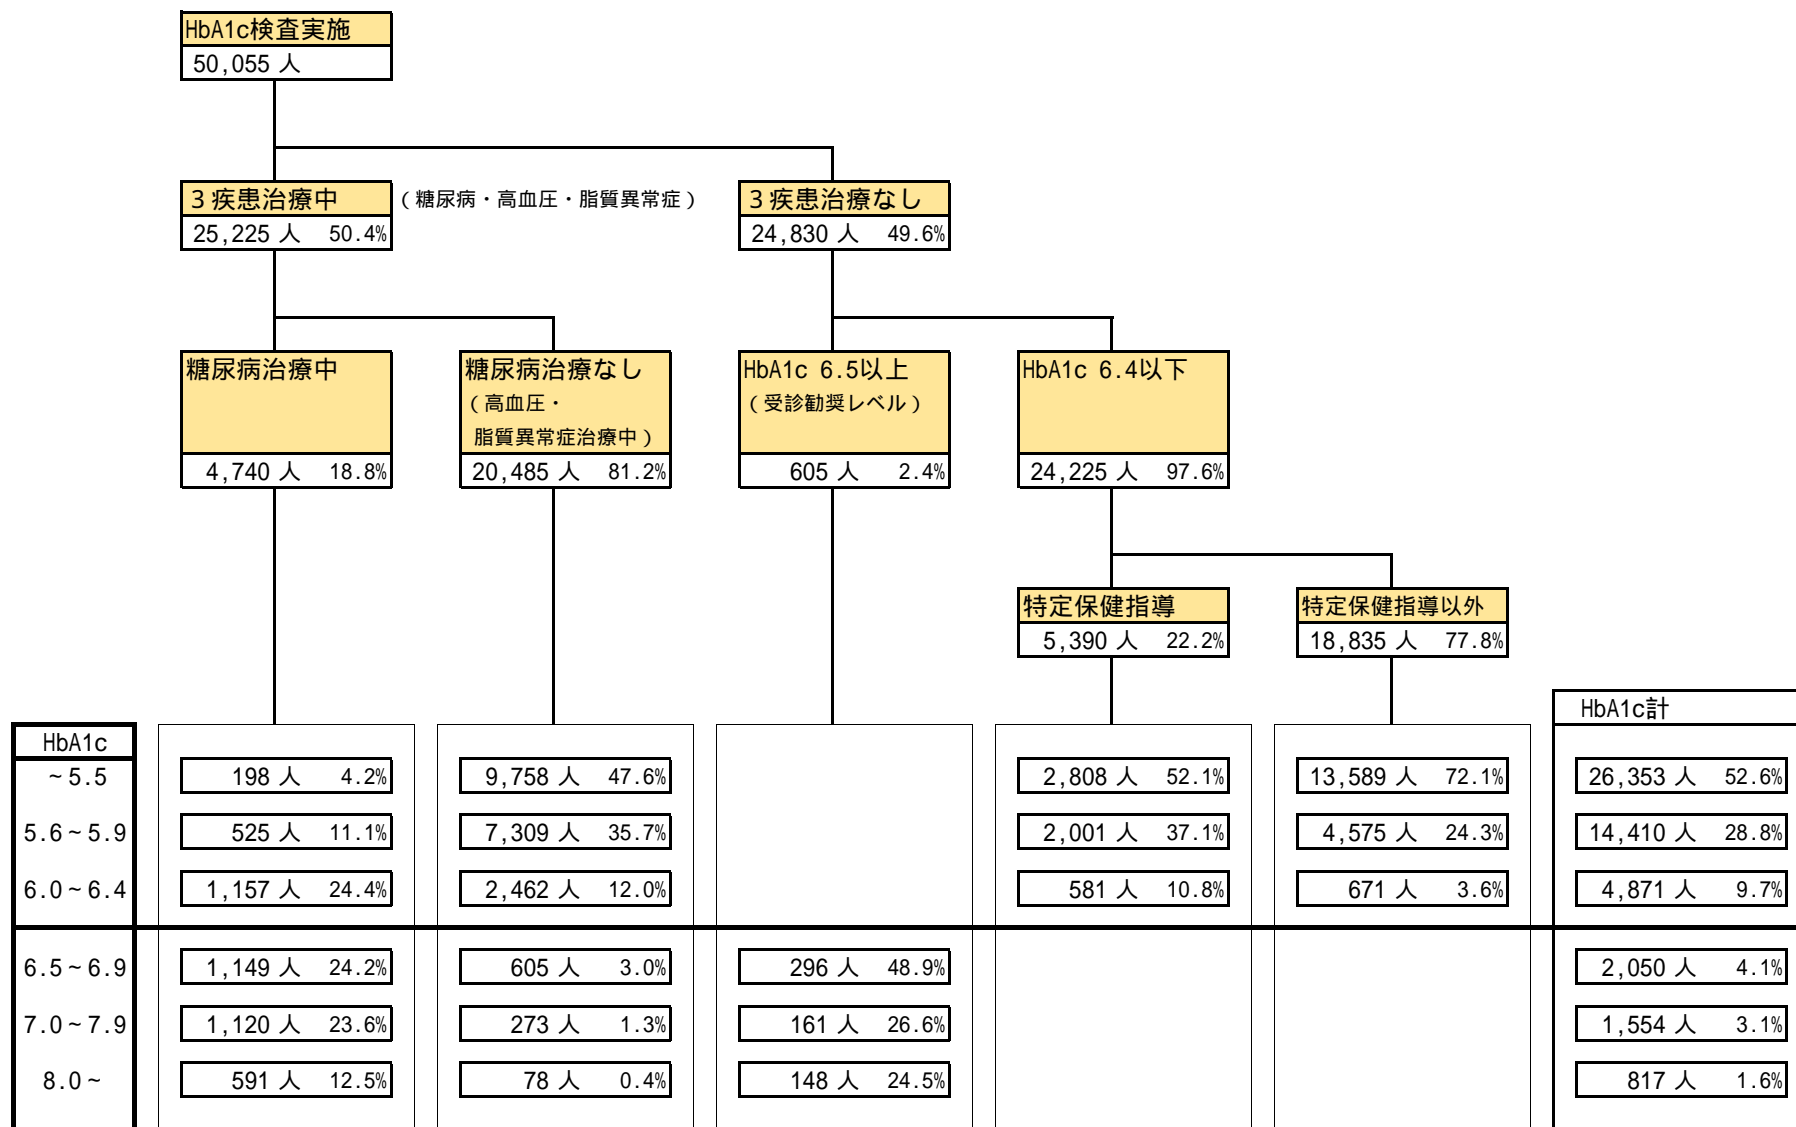 HbA1c検査実施
50,055 人
３疾患治療中 （糖尿病・高血圧・脂質異常症） ３疾患治療なし
25,225 人 50.4% 24,830 人 49.6%
糖尿病治療中 糖尿病治療なし HbA1c 6.5以上 HbA1c 6.4以下
（高血圧・ （受診勧奨レベル）
脂質異常症治療中）
4,740 人 18.8% 20,485 人 81.2% 605 人 2.4% 24,225 人 97.6%
特定保健指導 特定保健指導以外
5,390 人 22.2% 18,835 人 77.8%
HbA1c計
HbA1c
~5.5 198 人 4.2% 9,758 人 47.6% 2,808 人 52.1% 13,589 人 72.1% 26,353 人 52.6%
5.6~5.9 525 人 11.1% 7,309 人 35.7% 2,001 人 37.1% 4,575 人 24.3% 14,410 人 28.8%
6.0~6.4 1,157 人 24.4% 2,462 人 12.0% 581 人 10.8% 671 人 3.6% 4,871 人 9.7%
6.5~6.9 1,149 人 24.2% 605 人 3.0% 296 人 48.9% 2,050 人 4.1%
7.0~7.9 1,120 人 23.6% 273 人 1.3% 161 人 26.6% 1,554 人 3.1%
8.0~ 591 人 12.5% 78 人 0.4% 148 人 24.5% 817 人 1.6%